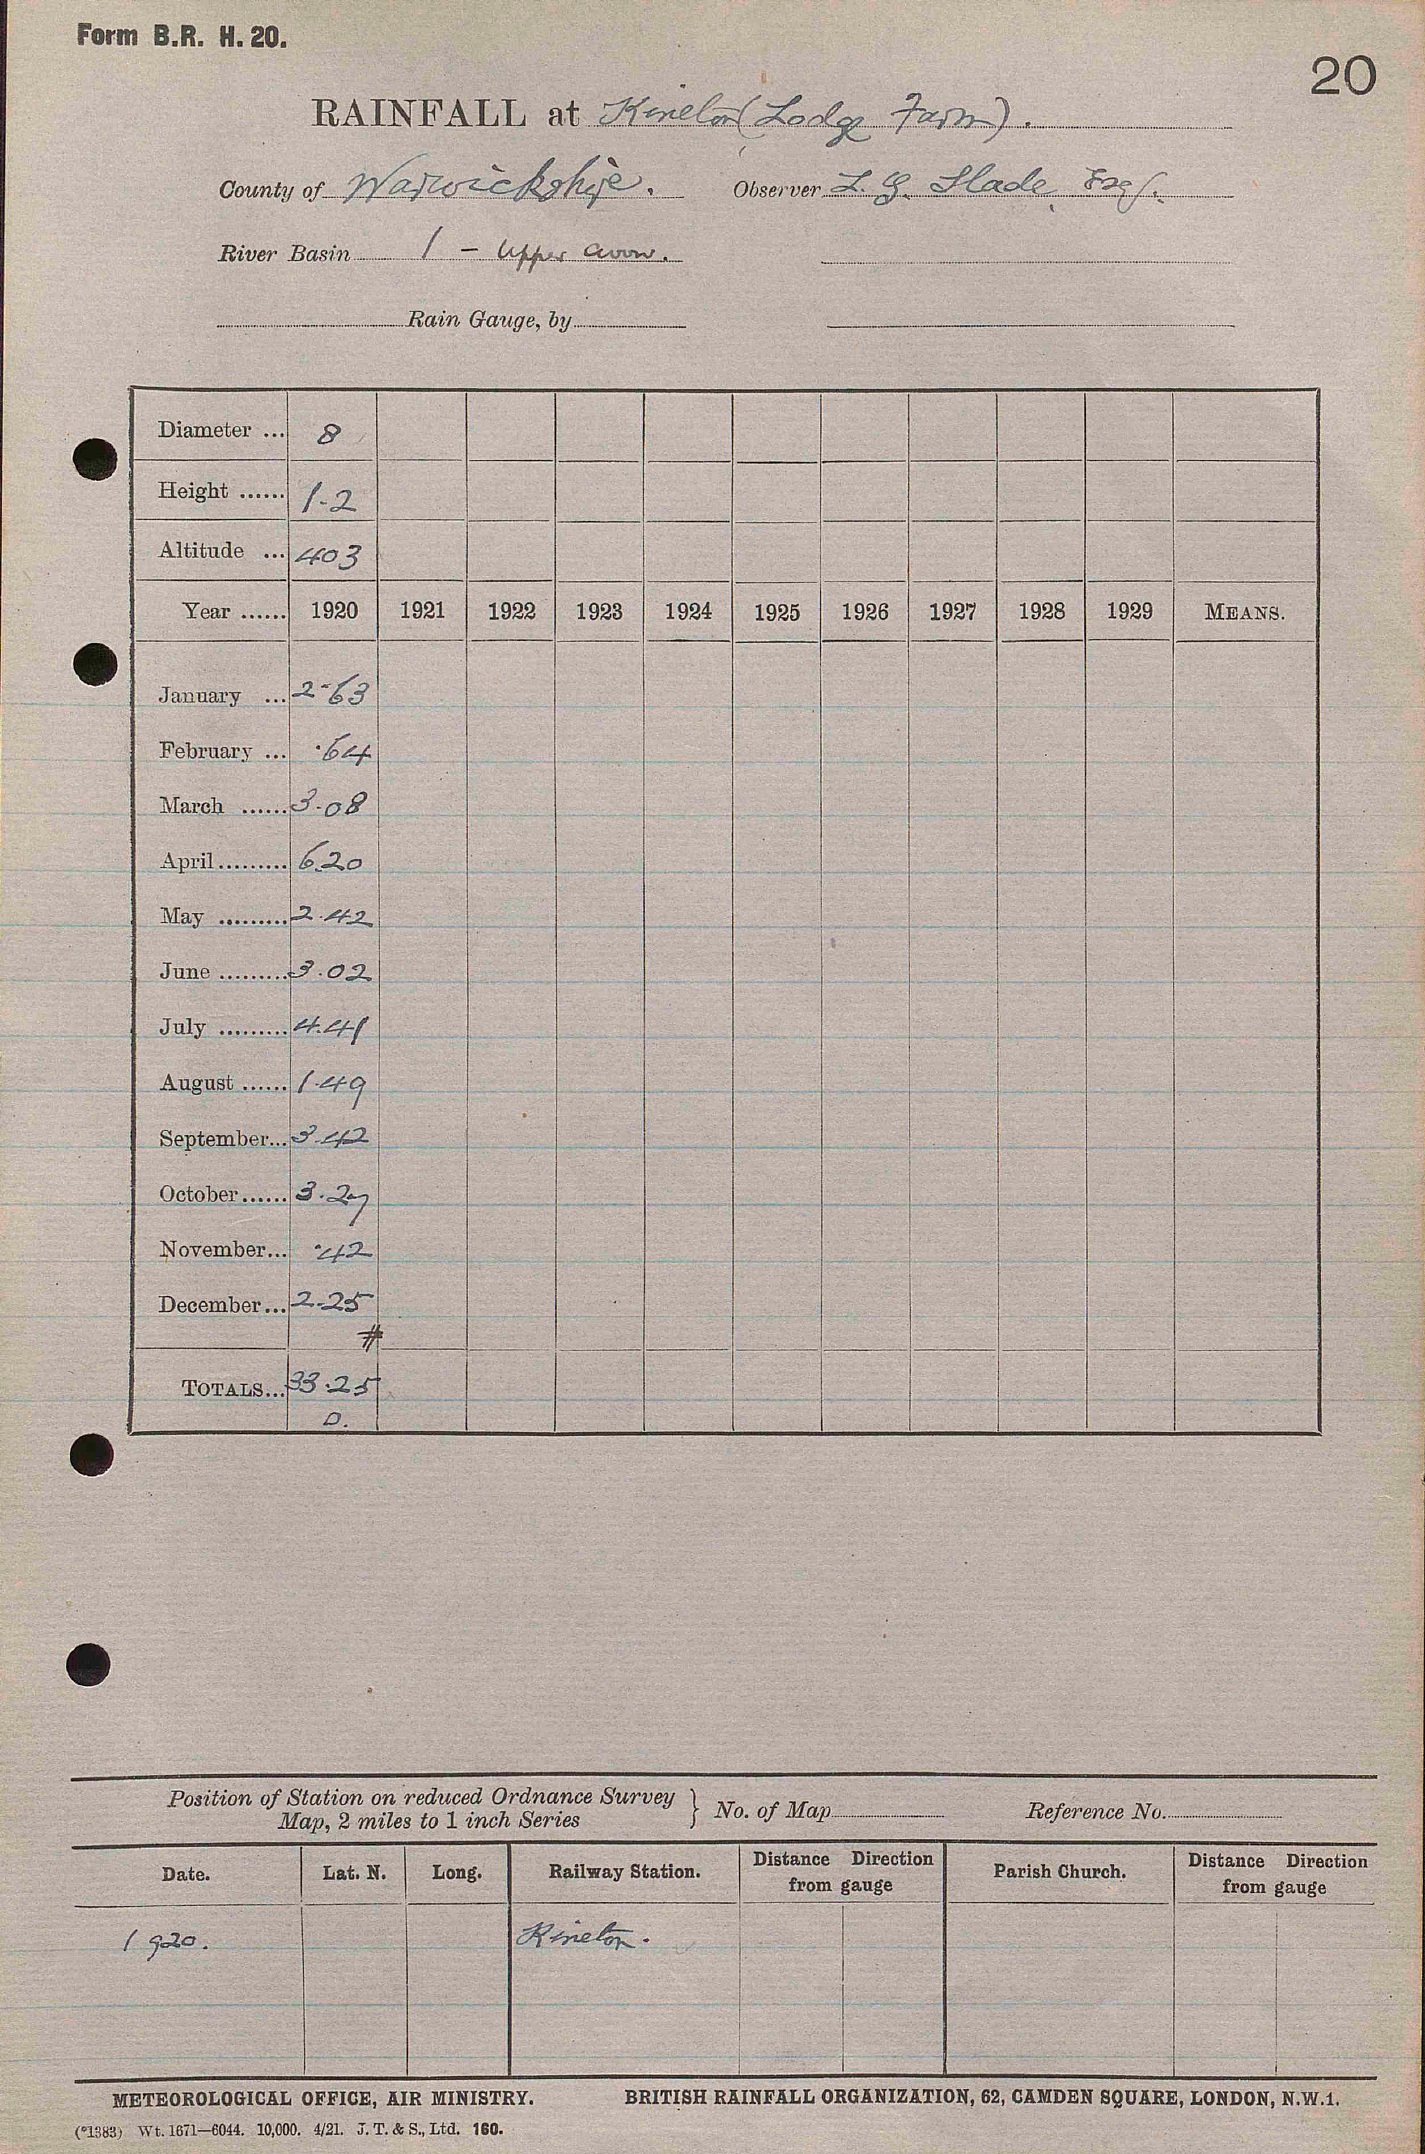 Form B.R. H. 20.
20
RAINFALL at Kineton (Lodge Farm).
County of Warwickshire. Observer L. G. Slade Esq.
River Basin 1 - Upper Avon.
Rain Gauge, by
Diameter ... 8
Height ...... 1-2
Altitude ... 403
Year ...... 1920 1921 1922 1923 1924 1925 1926 1927 1928 1929 MEANS.
January ... 2-63
February ... ·64
March ...... 3·08
April ......... 6.20
May ......... 2·42
June ......... 3·02
July ......... 4.41
August ...... 1·49
September... 3·42
October...... 3·27
November... ·42
December... 2·25
#
TOTALS... 33·25
D.
Position of Station on reduced Ordnance Survey
Map, 2 miles to 1 inch Series } No. of Map Reference No.
Date. Lat. N. Long. Railway Station. Distance Direction from gauge Parish Church. Distance Direction from gauge
1920. Kineton.
METEOROLOGICAL OFFICE, AIR MINISTRY. BRITISH RAINFALL ORGANIZATION, 62, CAMDEN SQUARE, LONDON, N.W.1.
(*1383) Wt. 1671—6044. 10,000. 4/21. J. T. & S., Ltd. 160.